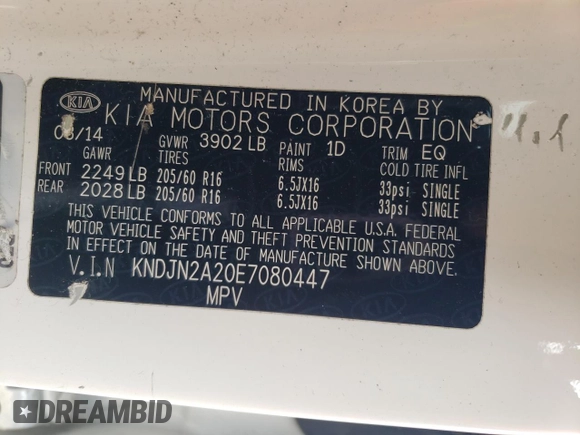 MANUFACTURED IN KOREA BY
KIA KIA MOTORS CORPORATION
06/14 GVWR 3902 LB PAINT 1D TRIM EQ
GAWR TIRES RIMS COLD TIRE INFL
FRONT 2249 LB 205/60 R16 6.5JX16 33psi SINGLE
REAR 2028 LB 205/60 R16 6.5JX16 33psi SINGLE
THIS VEHICLE CONFORMS TO ALL APPLICABLE U.S.A. FEDERAL
MOTOR VEHICLE SAFETY AND THEFT PREVENTION STANDARDS
IN EFFECT ON THE DATE OF MANUFACTURE SHOWN ABOVE.
V.I.N KNDJN2A20E7080447
MPV
DREAMBID